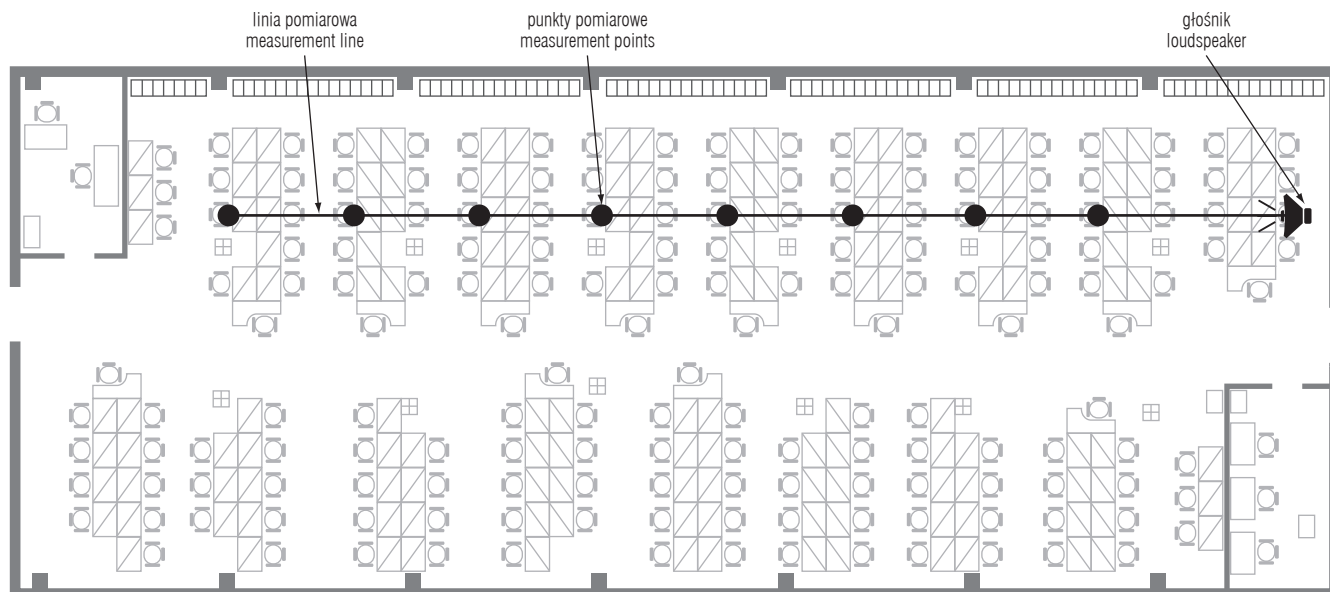 linia pomiarowa
measurement line
punkty pomiarowe
measurement points
głośnik
loudspeaker